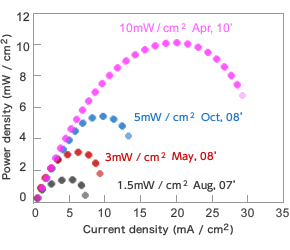 12
10
8
6
4
2
0
Power density (mW / cm²)
10mW / cm² Apr, 10'
5mW / cm² Oct, 08'
3mW / cm² May, 08'
1.5mW / cm² Aug, 07'
0 5 10 15 20 25 30 35
Current density (mA / cm²)